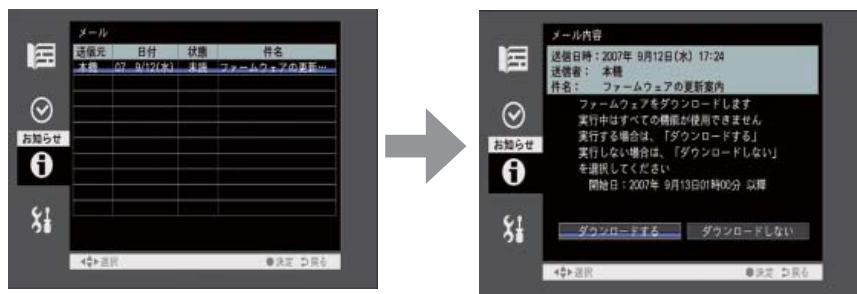 メール
送信元 日付 状態 件名
本機 07 9/12(水) 未読 ファームウェアの更新…
お知らせ
選択 決定 戻る
メール内容
送信日時：2007年 9月12日(水) 17:24
送信者： 本機
件名： ファームウェアの更新案内
ファームウェアをダウンロードします
実行中はすべての機能が使用できません
実行する場合は、「ダウンロードする」
実行しない場合は、「ダウンロードしない」
を選択してください
開始日：2007年 9月13日01時00分 以降
お知らせ
ダウンロードする ダウンロードしない
選択 決定 戻る